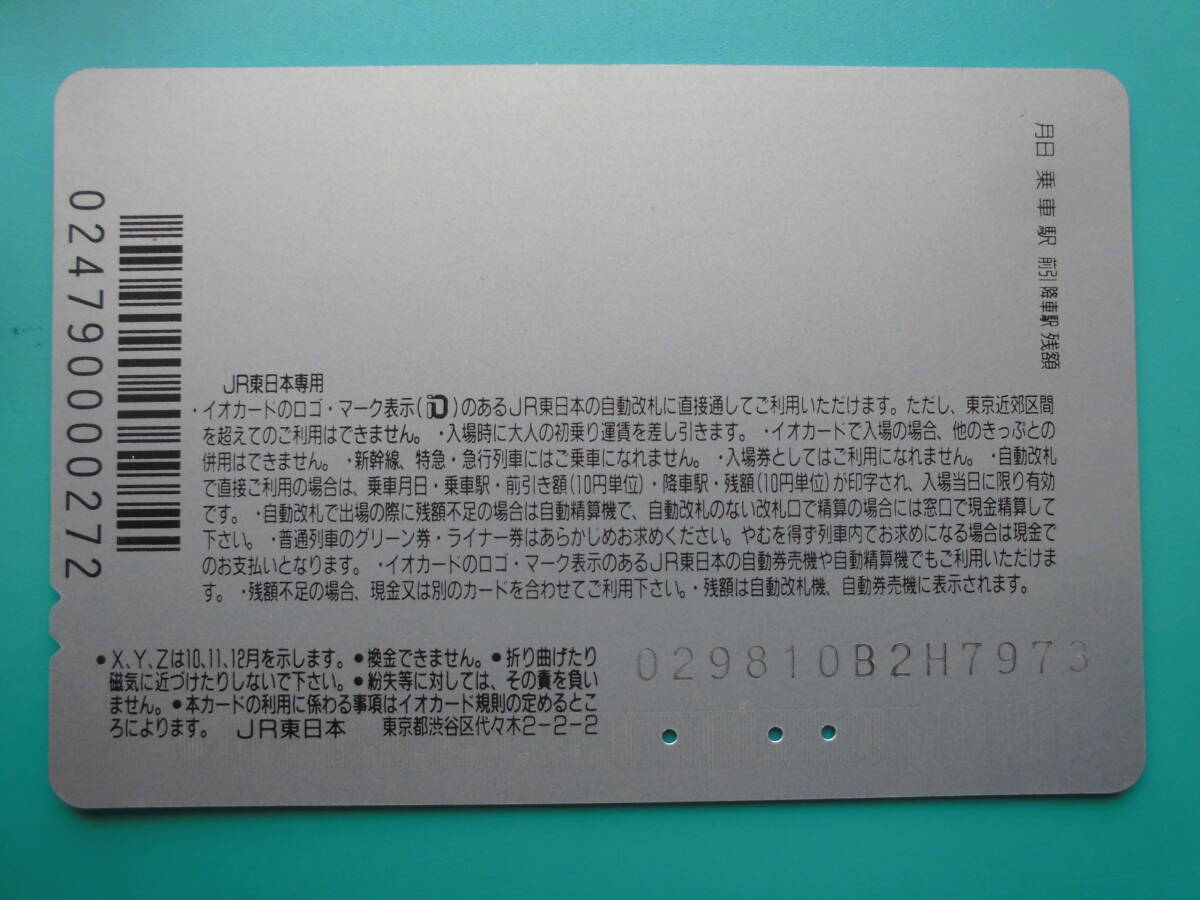 月日 乗車駅 前引 降車駅 残額
0247900000272
JR東日本専用
・イオカードのロゴ・マーク表示(iO)のあるJR東日本の自動改札に直接通してご利用いただけます。ただし、東京近郊区間
を超えてのご利用はできません。 ・入場時に大人の初乗り運賃を差し引きます。 ・イオカードで入場の場合、他のきっぷとの
併用はできません。 ・新幹線、特急・急行列車にはご乗車になれません。 ・入場券としてはご利用になれません。 ・自動改札
で直接ご利用の場合は、乗車月日・乗車駅・前引き額(10円単位)・降車駅・残額(10円単位)が印字され、入場当日に限り有効
です。 ・自動改札で出場の際に残額不足の場合は自動精算機で、自動改札のない改札口で精算の場合には窓口で現金精算して
下さい。 ・普通列車のグリーン券・ライナー券はあらかじめお求めください。やむを得ず列車内でお求めになる場合は現金で
のお支払いとなります。 ・イオカードのロゴ・マーク表示のあるJR東日本の自動券売機や自動精算機でもご利用いただけま
す。 ・残額不足の場合、現金又は別のカードを合わせてご利用下さい。・残額は自動改札機、自動券売機に表示されます。
●X、Y、Zは10、11、12月を示します。●換金できません。●折り曲げたり
磁気に近づけたりしないで下さい。●紛失等に対しては、その責を負い
ません。●本カードの利用に係わる事項はイオカード規則の定めるとこ
ろによります。 JR東日本 東京都渋谷区代々木2-2-2
029810B2H7973